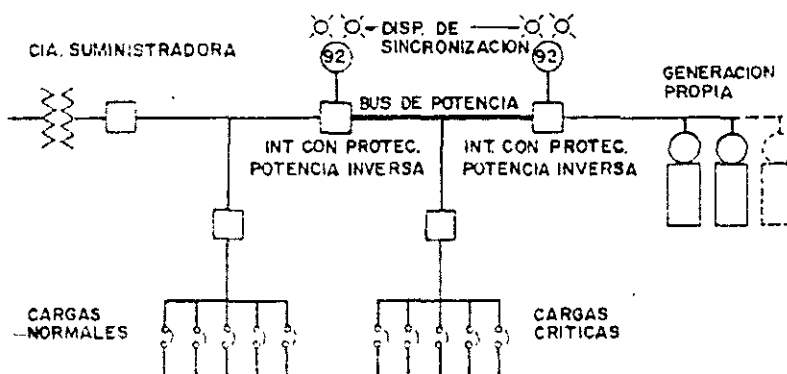 DISP. DE
SINCRONIZACION
CIA. SUMINISTRADORA
92
92
GENERACION
PROPIA
BUS DE POTENCIA
INT. CON PROTEC.
POTENCIA INVERSA
INT. CON PROTEC.
POTENCIA INVERSA
CARGAS
NORMALES
CARGAS
CRITICAS